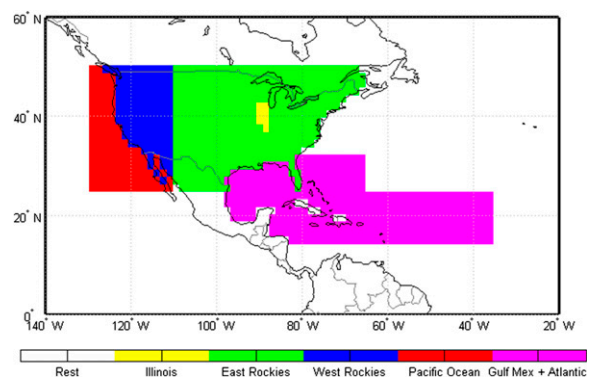 60° N
40° N
20° N
0°
140° W 120° W 100° W 80° W 60° W 40° W 20° W
Rest Illinois East Rockies West Rockies Pacific Ocean Gulf Mex + Atlantic